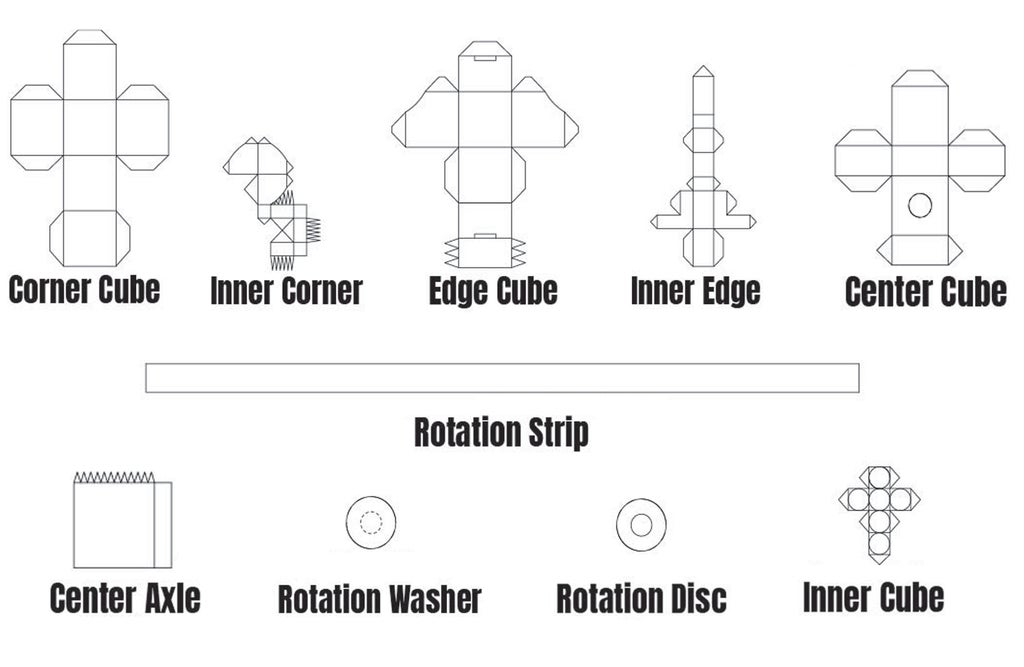 Corner Cube
Inner Corner
Edge Cube
Inner Edge
Center Cube
Rotation Strip
Center Axle
Rotation Washer
Rotation Disc
Inner Cube